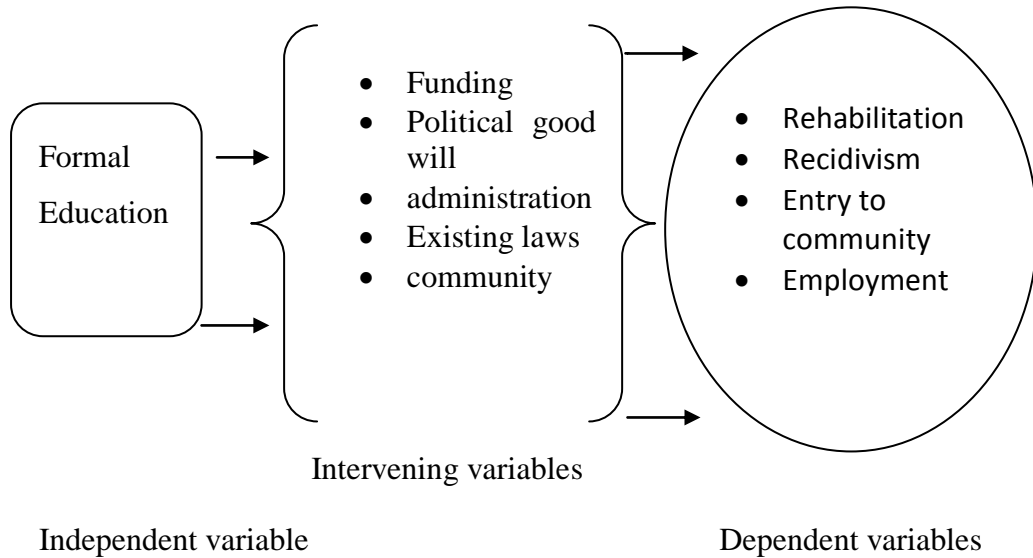 Formal
Education
• Funding
• Political good
will
• administration
• Existing laws
• community
• Rehabilitation
• Recidivism
• Entry to
community
• Employment
Intervening variables
Independent variable
Dependent variables